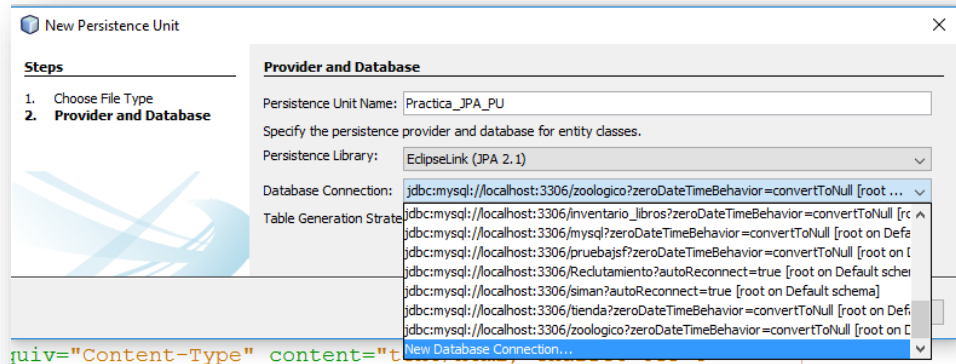 New Persistence Unit
Steps
1. Choose File Type
2. Provider and Database
Provider and Database
Persistence Unit Name: Practica_JPA_PU
Specify the persistence provider and database for entity classes.
Persistence Library: EclipseLink (JPA 2.1)
Database Connection: jdbc:mysql://localhost:3306/zoologico?zeroDateTimeBehavior=convertToNull [root ...
Table Generation Strate
jdbc:mysql://localhost:3306/inventario_libros?zeroDateTimeBehavior=convertToNull [rc
jdbc:mysql://localhost:3306/mysql?zeroDateTimeBehavior=convertToNull [root on Defa
jdbc:mysql://localhost:3306/pruebajsf?zeroDateTimeBehavior=convertToNull [root on D
jdbc:mysql://localhost:3306/Reclutamiento?autoReconnect=true [root on Default scher
jdbc:mysql://localhost:3306/siman?autoReconnect=true [root on Default schema]
jdbc:mysql://localhost:3306/tienda?zeroDateTimeBehavior=convertToNull [root on Defa
jdbc:mysql://localhost:3306/zoologico?zeroDateTimeBehavior=convertToNull [root on D
New Database Connection...
quiv="Content-Type" content="t